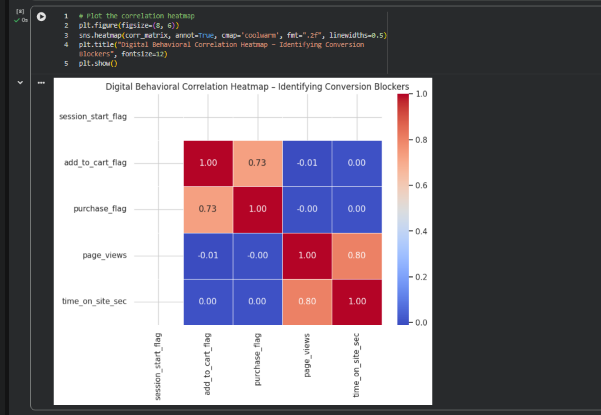 [8]
0s
1 # Plot the correlation heatmap
2 plt.figure(figsize=(8, 6))
3 sns.heatmap(corr_matrix, annot=True, cmap='coolwarm', fmt=".2f", linewidths=0.5)
4 plt.title("Digital Behavioral Correlation Heatmap – Identifying Conversion
Blockers", fontsize=12)
5 plt.show()
Digital Behavioral Correlation Heatmap – Identifying Conversion Blockers
session_start_flag
add_to_cart_flag 1.00 0.73 -0.01 0.00
purchase_flag 0.73 1.00 -0.00 0.00
page_views -0.01 -0.00 1.00 0.80
time_on_site_sec 0.00 0.00 0.80 1.00
session_start_flag
add_to_cart_flag
purchase_flag
page_views
time_on_site_sec
1.0
0.8
0.6
0.4
0.2
0.0